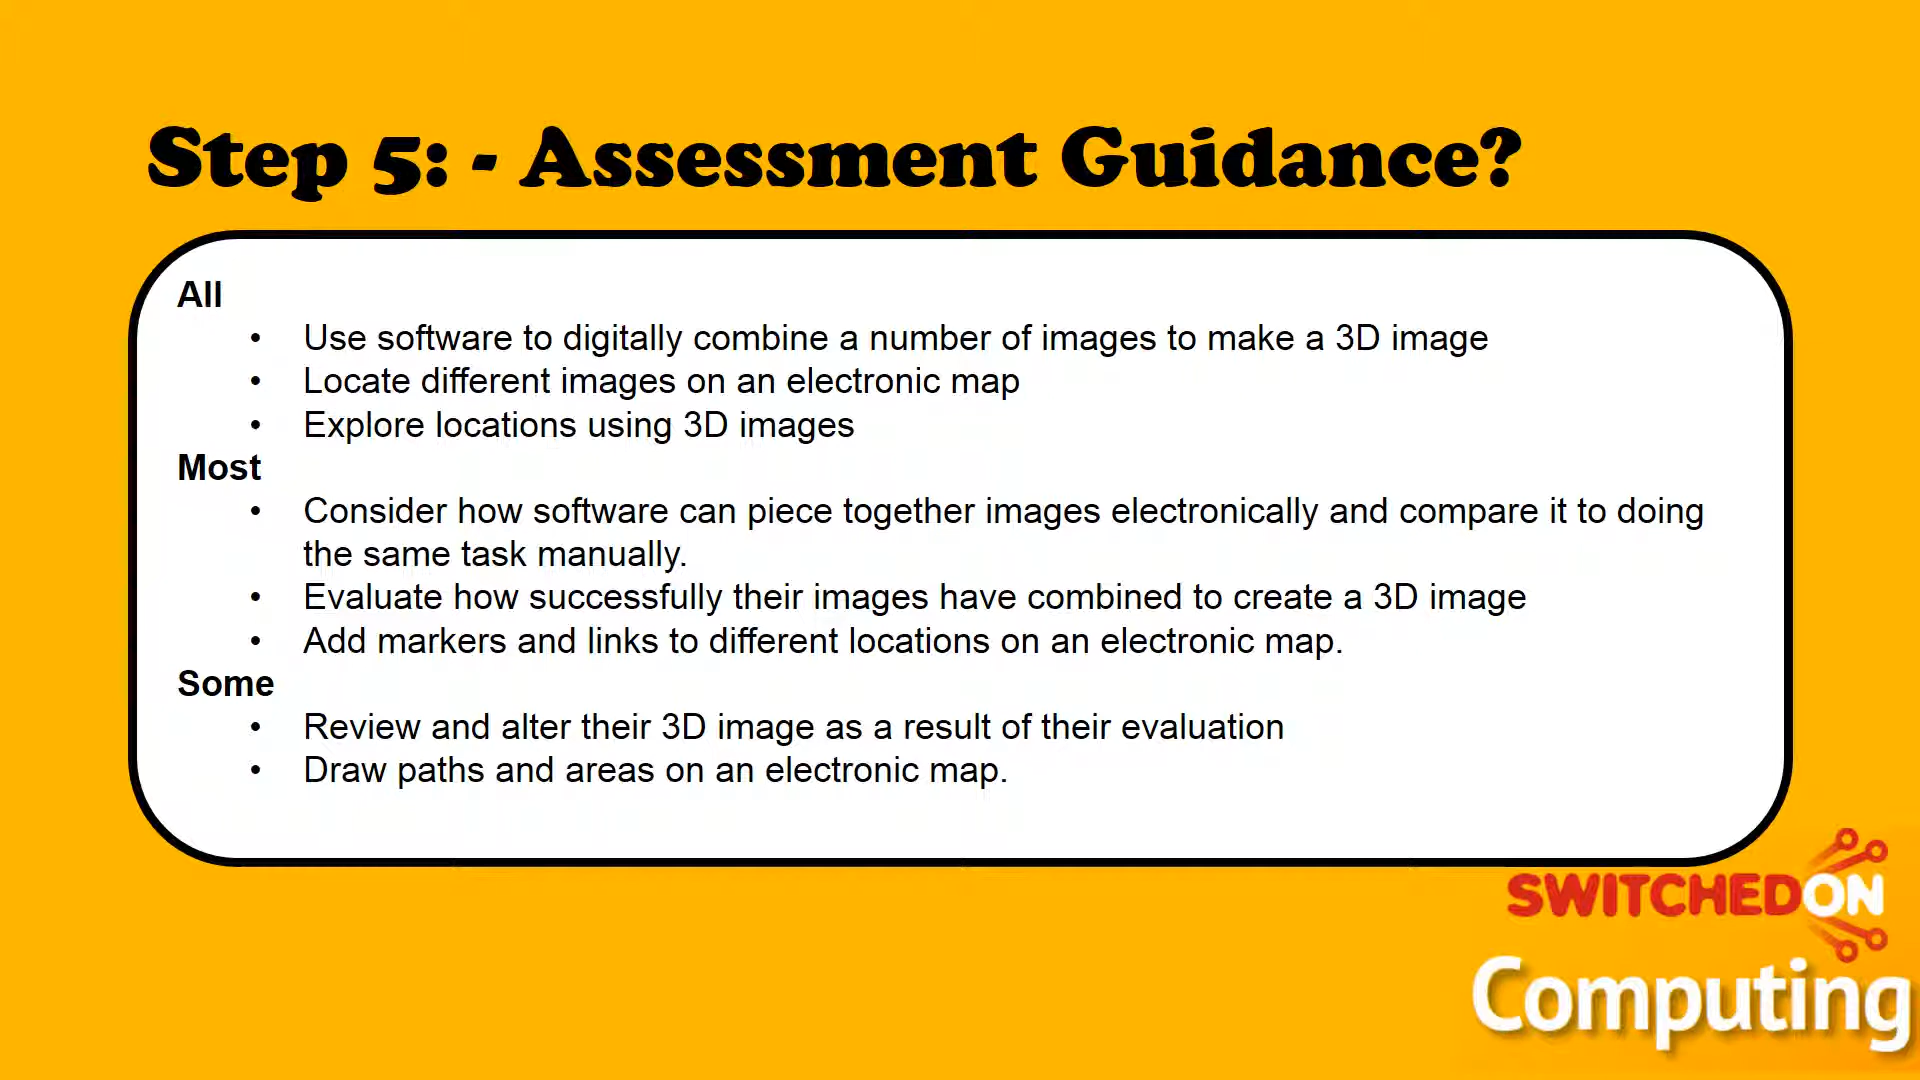 Step 5: - Assessment Guidance?
All
• Use software to digitally combine a number of images to make a 3D image
• Locate different images on an electronic map
• Explore locations using 3D images
Most
• Consider how software can piece together images electronically and compare it to doing
the same task manually.
• Evaluate how successfully their images have combined to create a 3D image
• Add markers and links to different locations on an electronic map.
Some
• Review and alter their 3D image as a result of their evaluation
• Draw paths and areas on an electronic map.
SWITCHEDON
Computing